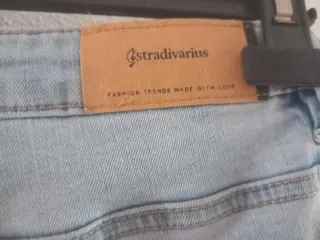 stradivarius
FASHION TRENDS MADE WITH LOVE